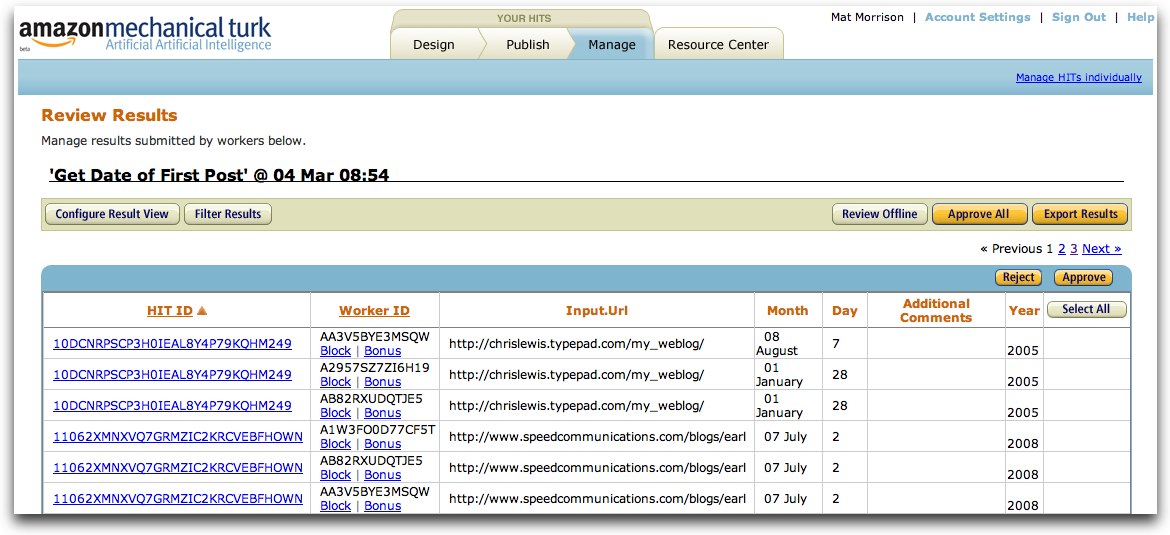 amazonmechanical turk
beta
Artificial Artificial Intelligence
YOUR HITS
Design Publish Manage Resource Center
Mat Morrison | Account Settings | Sign Out | Help
Manage HITs individually
Review Results
Manage results submitted by workers below.
'Get Date of First Post' @ 04 Mar 08:54
Configure Result View Filter Results Review Offline Approve All Export Results
« Previous 1 2 3 Next »
Reject Approve
HIT ID Worker ID Input.Url Month Day Additional Comments Year Select All
10DCNRPSCP3H0IEAL8Y4P79KQHM249 AA3V5BYE3MSQW http://chrislewis.typepad.com/my_weblog/ 08 August 7 2005
Block | Bonus
10DCNRPSCP3H0IEAL8Y4P79KQHM249 A2957SZ7ZI6H19 http://chrislewis.typepad.com/my_weblog/ 01 January 28 2005
Block | Bonus
10DCNRPSCP3H0IEAL8Y4P79KQHM249 AB82RXUDQTJE5 http://chrislewis.typepad.com/my_weblog/ 01 January 28 2005
Block | Bonus
11062XMNXVQ7GRMZIC2KRCVEBFHOWN A1W3FO0D77CF5T http://www.speedcommunications.com/blogs/earl 07 July 2 2008
Block | Bonus
11062XMNXVQ7GRMZIC2KRCVEBFHOWN AB82RXUDQTJE5 http://www.speedcommunications.com/blogs/earl 07 July 2 2008
Block | Bonus
11062XMNXVQ7GRMZIC2KRCVEBFHOWN AA3V5BYE3MSQW http://www.speedcommunications.com/blogs/earl 07 July 2 2008
Block | Bonus